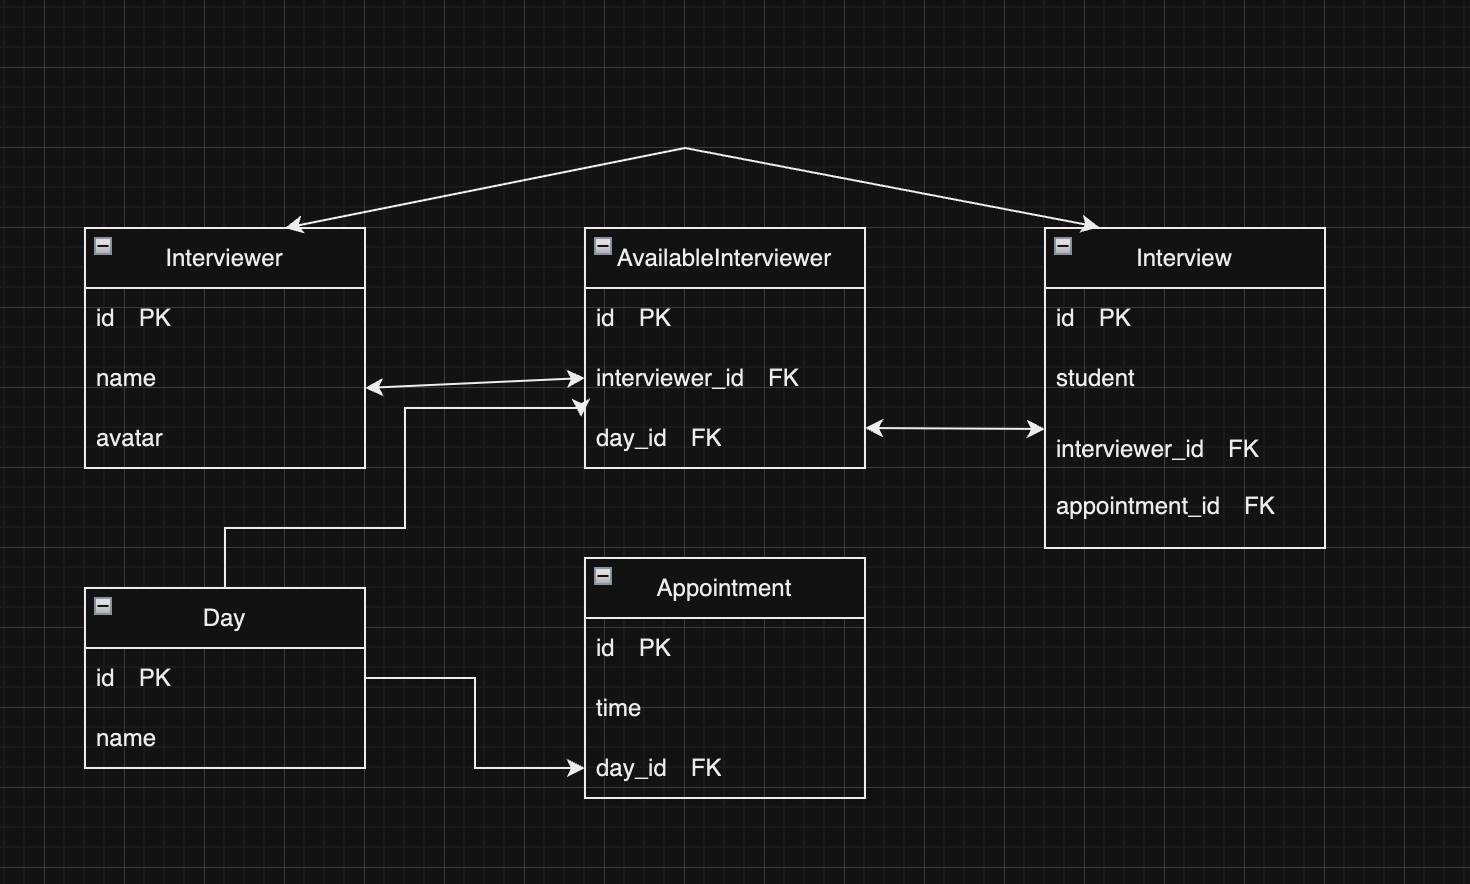 Interviewer
id PK
name
avatar
AvailableInterviewer
id PK
interviewer_id FK
day_id FK
Interview
id PK
student
interviewer_id FK
appointment_id FK
Day
id PK
name
Appointment
id PK
time
day_id FK